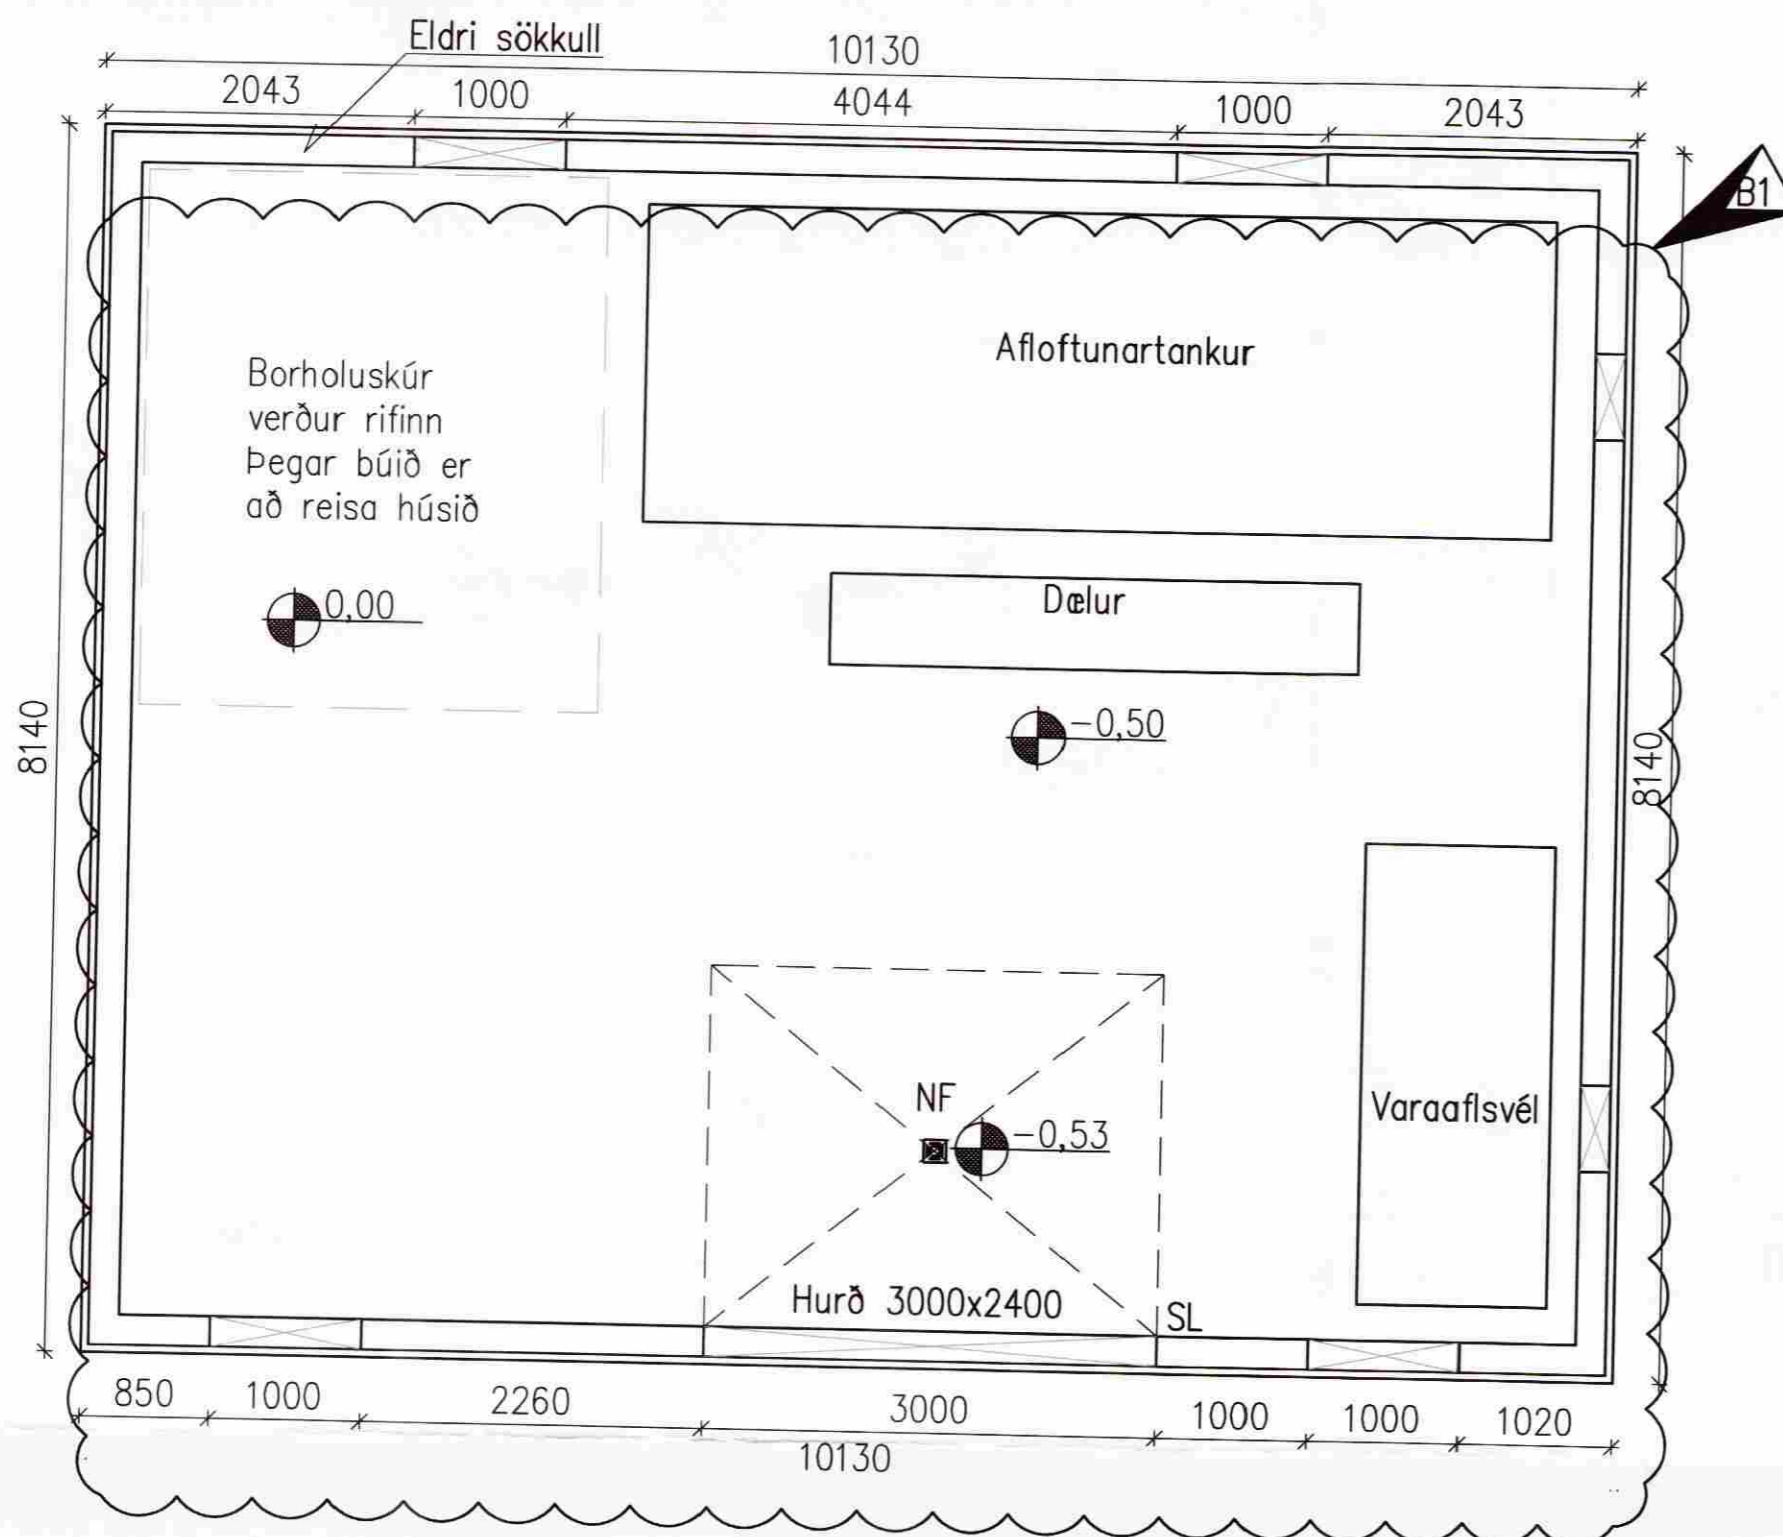 Eldri sökkull
10130
2043
1000
4044
1000
2043
B1
Afloftunartankur
Borholuskúr
verður rifinn
Þegar búið er
að reisa húsið
Dælur
0,00
-0,50
8140
8140
NF
-0,53
Varaaflsvél
Hurð 3000x2400
SL
850
1000
2260
3000
1000
1000
1020
10130